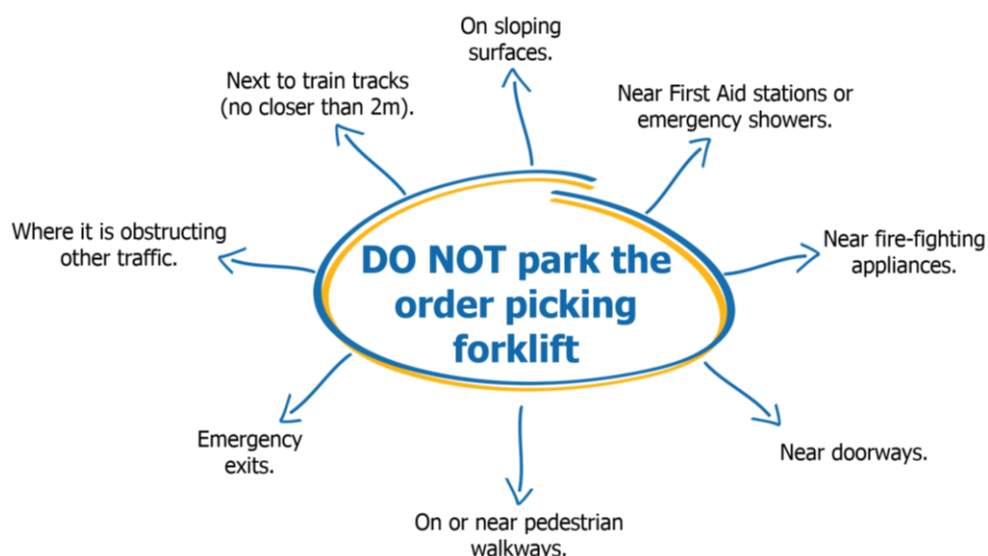 On sloping
surfaces.
Next to train tracks
(no closer than 2m).
Near First Aid stations or
emergency showers.
Where it is obstructing
other traffic.
Near fire-fighting
appliances.
DO NOT park the
order picking
forklift
Emergency
exits.
Near doorways.
On or near pedestrian
walkways.